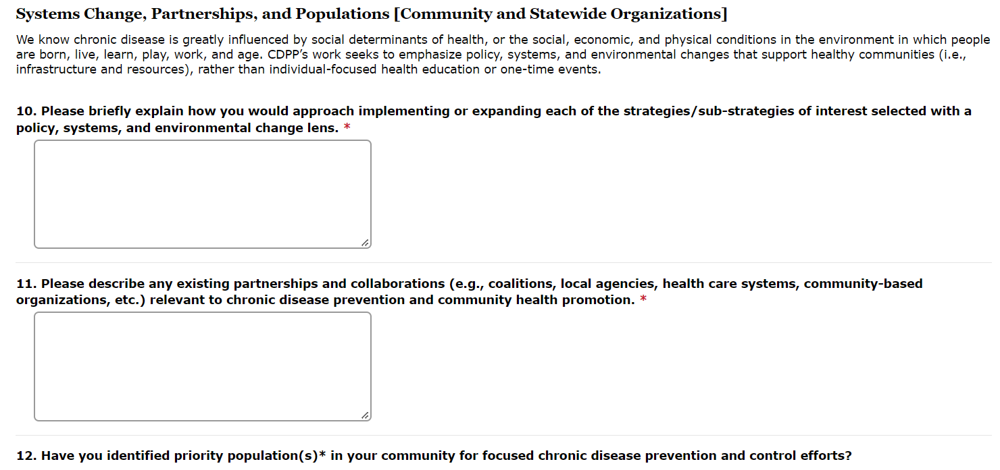 Systems Change, Partnerships, and Populations [Community and Statewide Organizations]
We know chronic disease is greatly influenced by social determinants of health, or the social, economic, and physical conditions in the environment in which people
are born, live, learn, play, work, and age. CDPP’s work seeks to emphasize policy, systems, and environmental changes that support healthy communities (i.e.,
infrastructure and resources), rather than individual-focused health education or one-time events.
10. Please briefly explain how you would approach implementing or expanding each of the strategies/sub-strategies of interest selected with a
policy, systems, and environmental change lens. *
11. Please describe any existing partnerships and collaborations (e.g., coalitions, local agencies, health care systems, community-based
organizations, etc.) relevant to chronic disease prevention and community health promotion. *
12. Have you identified priority population(s)* in your community for focused chronic disease prevention and control efforts?